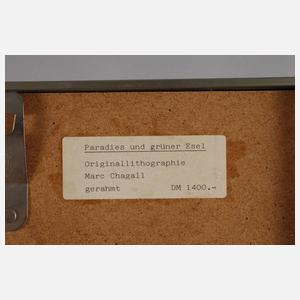 Paradies und grüner Esel
Originallithographie
Marc Chagall
gerahmt DM 1400.-